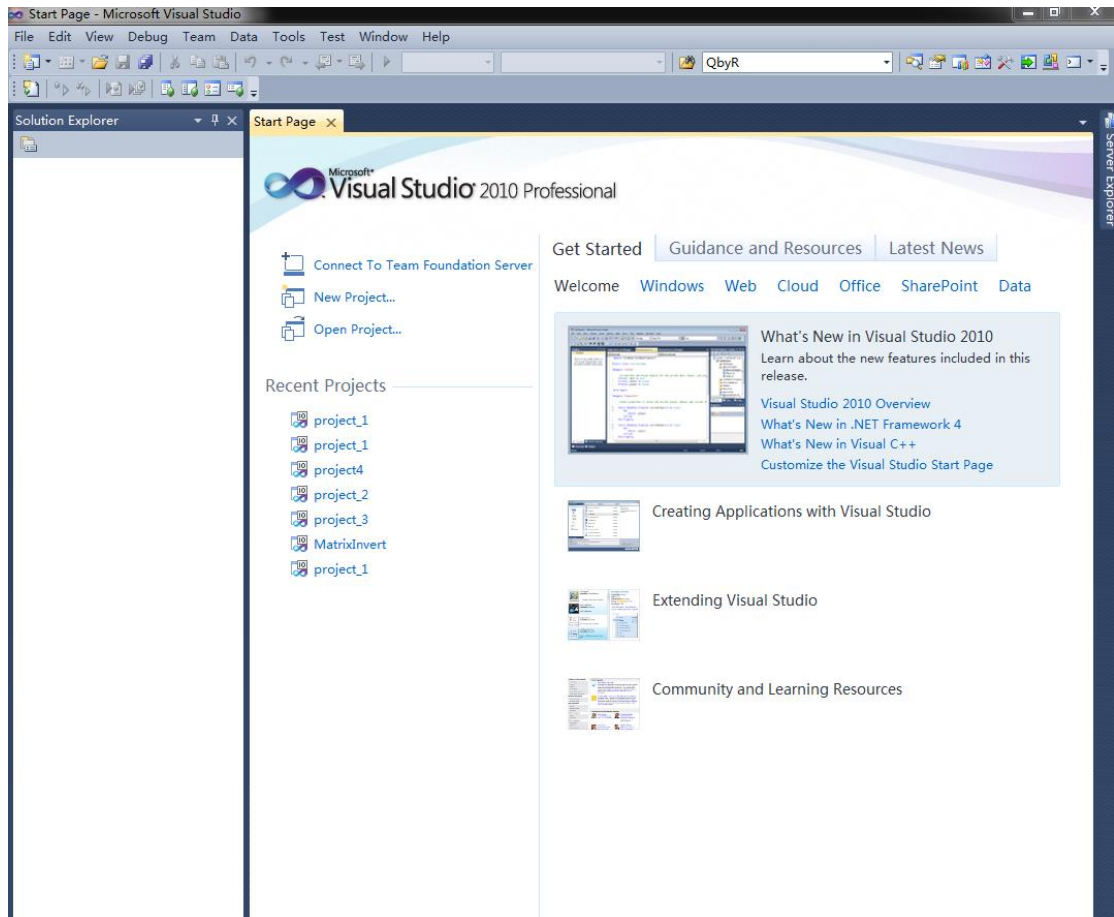 Start Page - Microsoft Visual Studio
File Edit View Debug Team Data Tools Test Window Help
QbyR
Solution Explorer
Start Page
Server Explorer
Microsoft®
Visual Studio® 2010 Professional
Connect To Team Foundation Server
New Project...
Open Project...
Recent Projects
project_1
project_1
project4
project_2
project_3
MatrixInvert
project_1
Get Started Guidance and Resources Latest News
Welcome Windows Web Cloud Office SharePoint Data
What's New in Visual Studio 2010
Learn about the new features included in this
release.
Visual Studio 2010 Overview
What's New in .NET Framework 4
What's New in Visual C++
Customize the Visual Studio Start Page
Creating Applications with Visual Studio
Extending Visual Studio
Community and Learning Resources